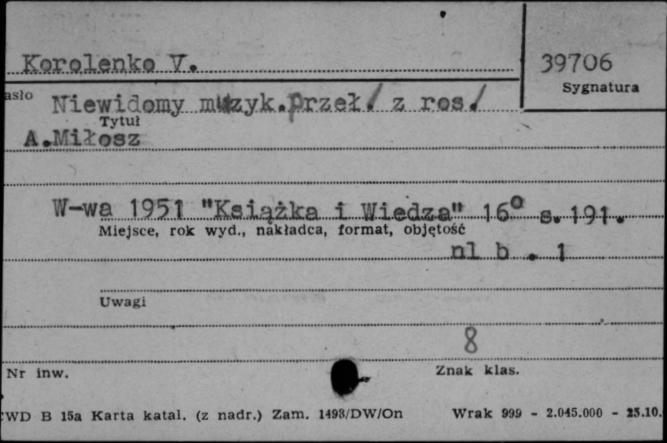 Korolenko V.
39706
Sygnatura
asło
Niewidomy muzyk. Przeł./ z ros./
Tytuł
A.Miłosz
W-wa 1951 "Książka i Wiedza" 16° s. 191.
Miejsce, rok wyd., nakładca, format, objętość
nl b . 1
Uwagi
8
Nr inw.
Znak klas.
CWD B 15a Karta katal. (z nadr.) Zam. 1493/DW/On Wrak 999 - 2.045.000 - 25.10.